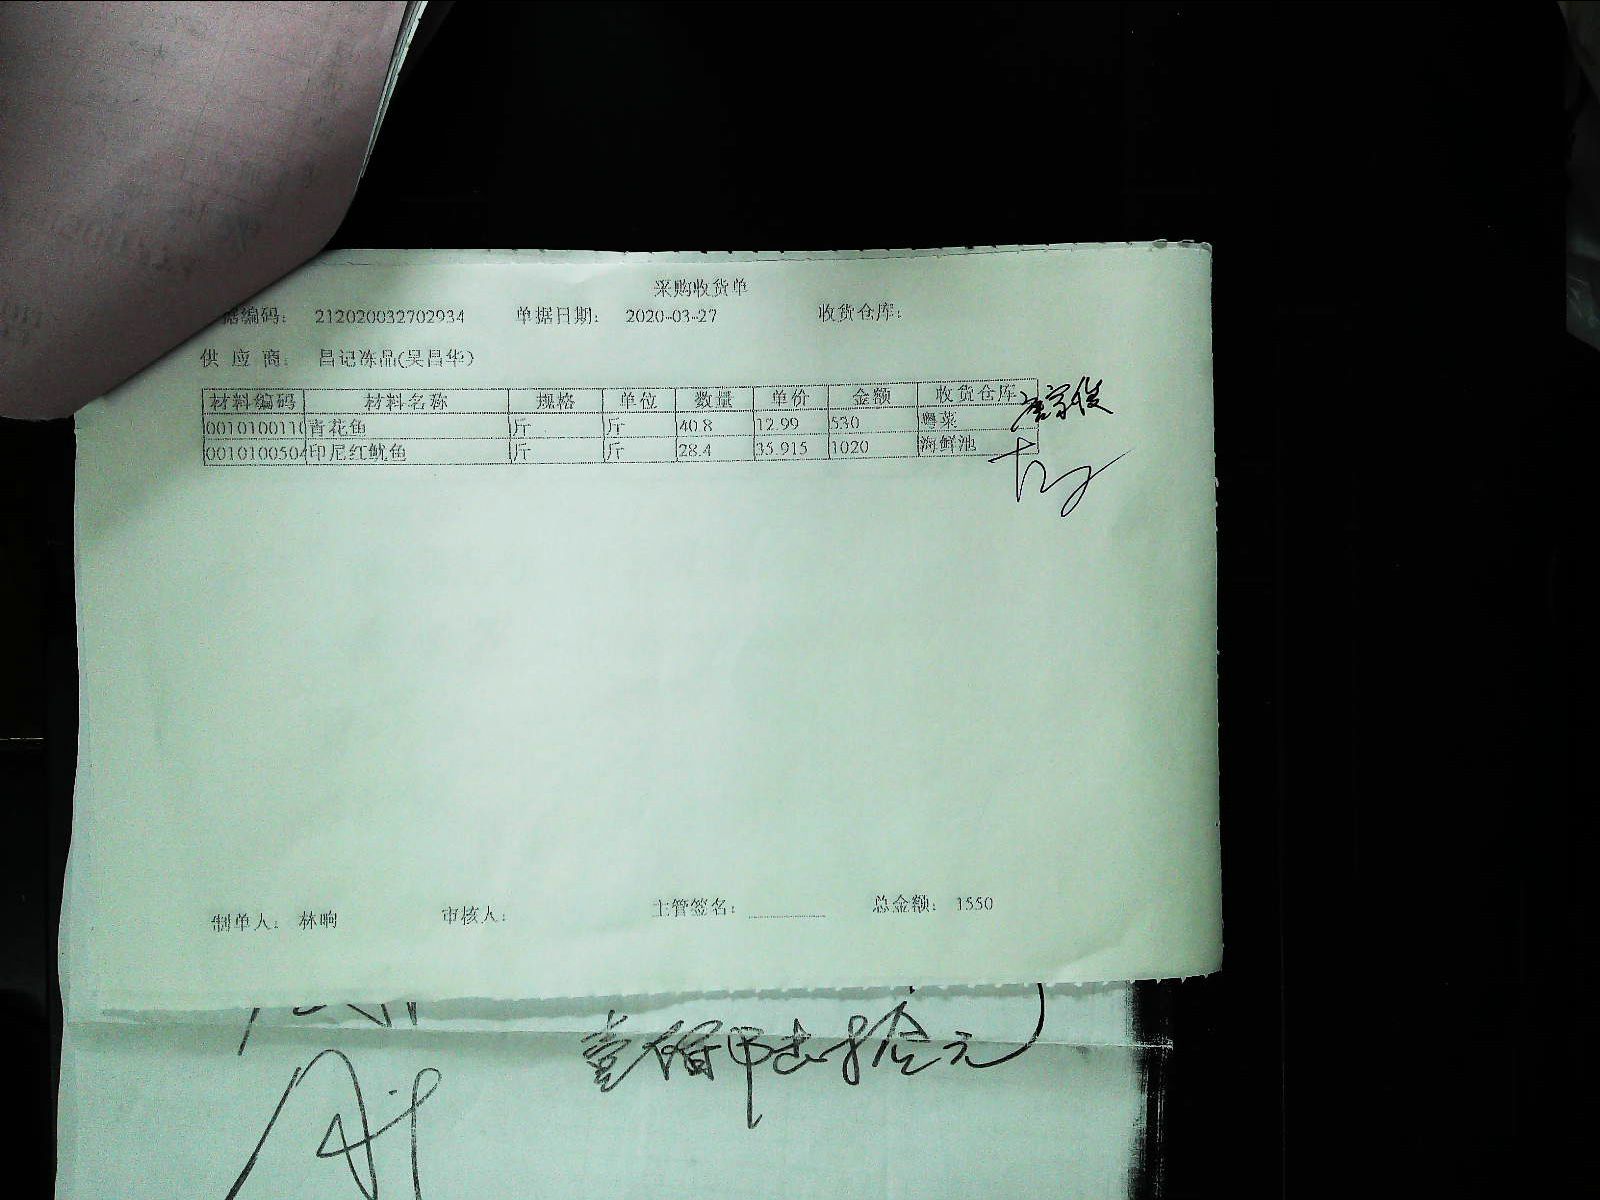 采购收货单
据编码： 212020032702934 单据日期： 2020-03-27 收货仓库：
供 应 商： 昌记冻品(吴昌华)
材料编码 材料名称 规格 单位 数量 单价 金额 收货仓库
0010100110 青花鱼 斤 斤 40.8 12.99 530 粤菜
0010100504 印尼红鱿鱼 斤 斤 28.4 35.915 1020 海鲜池
制单人： 林晌 审核人： 主管签名： 总金额： 1550